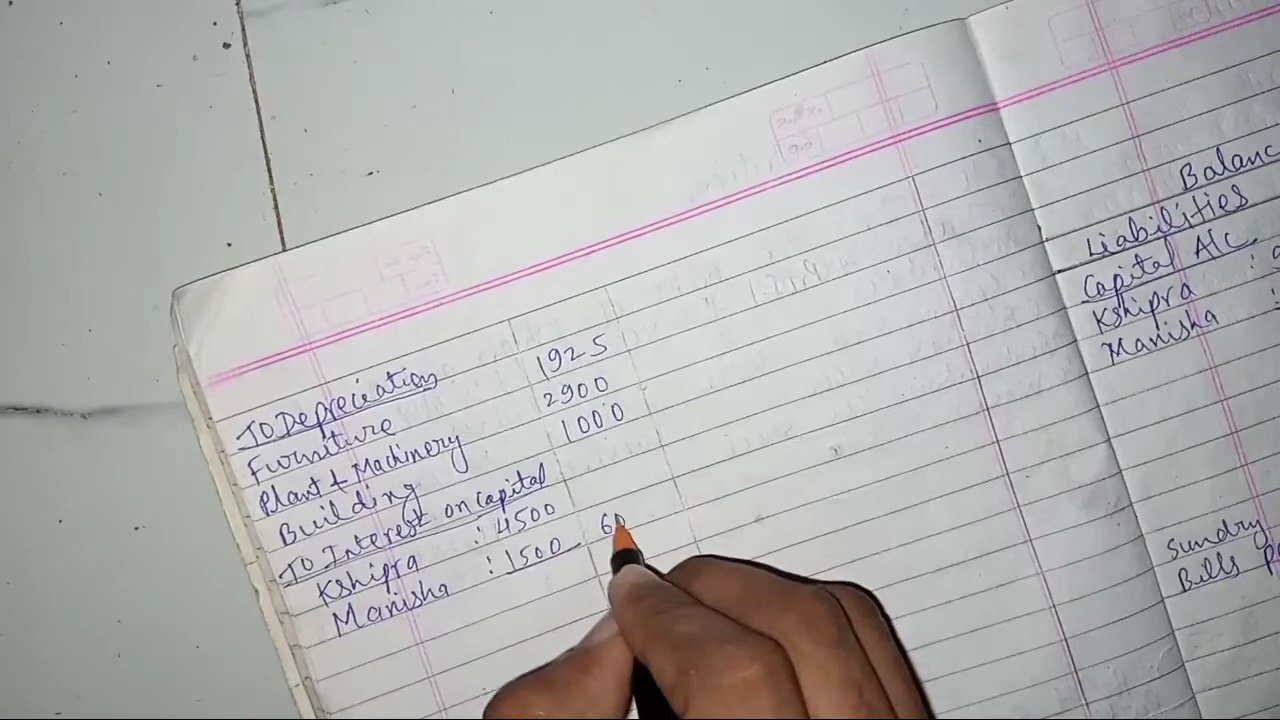 To Depreciation
Furniture 1925
Plant & Machinery 2900
Building 1000
To Interest on capital
Kshipra : 4500
Manisha : 1500 60
Balanc
Liabilities
Capital A/c
Kshipra :
Manisha :
Sundry
Bills